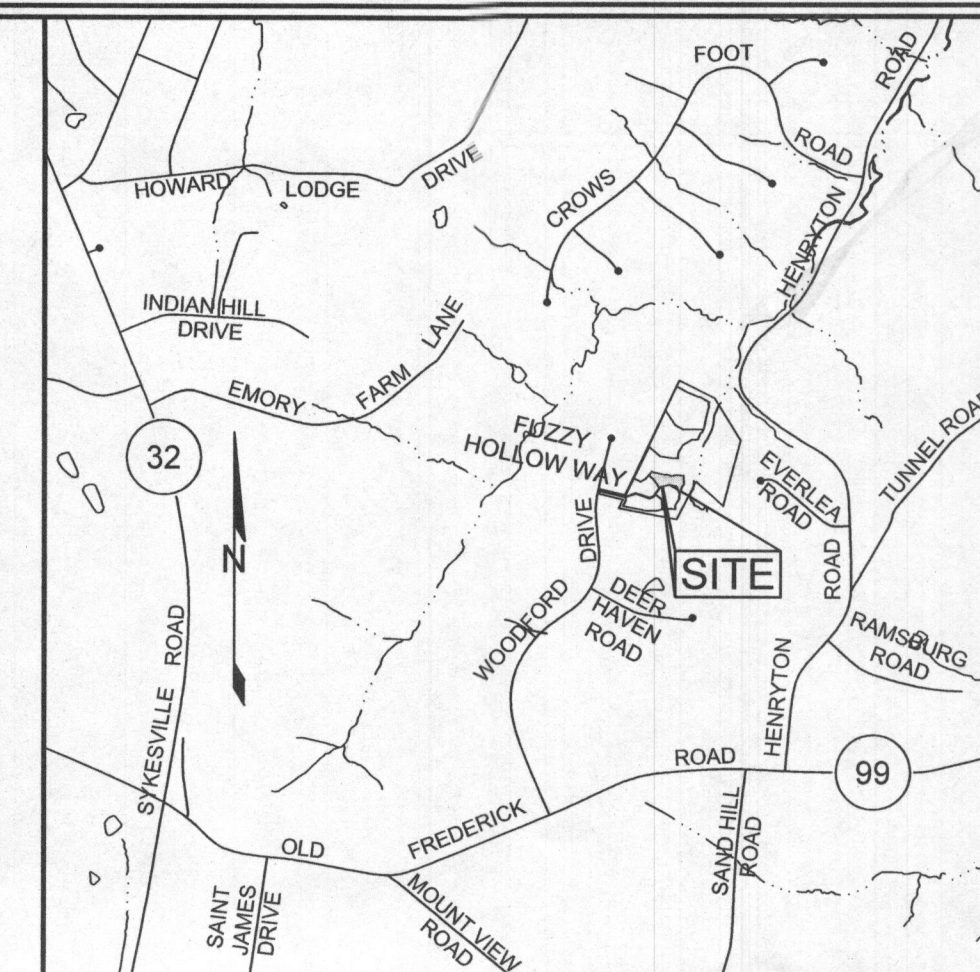 FOOT
ROAD
ROAD
CROWS
HENRYTON
HOWARD LODGE DRIVE
INDIAN HILL
DRIVE
EMORY FARM LANE
32
N
FUZZY
HOLLOW WAY
EVERLEA
ROAD
TUNNEL ROAD
DRIVE
WOODFORD
SITE
DEER
HAVEN
ROAD
ROAD
HENRYTON
RAMSBURG
ROAD
SYKESVILLE ROAD
OLD FREDERICK ROAD
99
SAND HILL
ROAD
SAINT
JAMES
DRIVE
MOUNT VIEW
ROAD